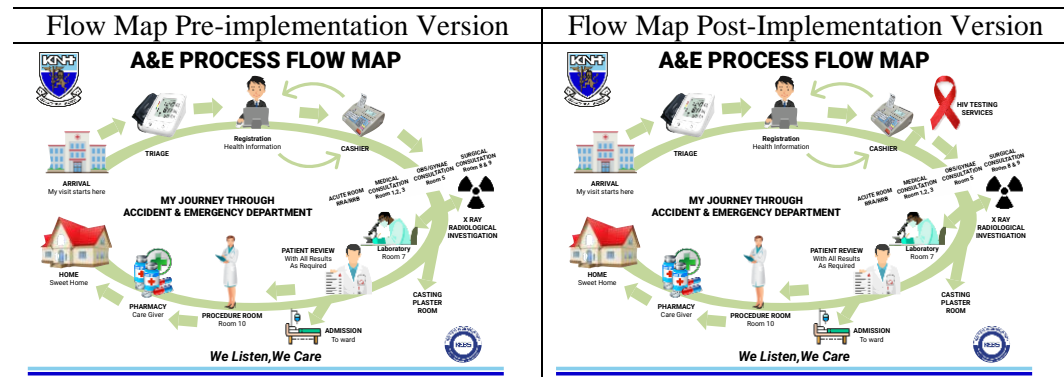 Flow Map Pre-implementation Version
KNH
A&E PROCESS FLOW MAP
TRIAGE
Registration
Health Information
CASHIER
ARRIVAL
My visit starts here
ACUTE ROOM
RRA/RRB
MEDICAL
CONSULTATION
Room 1,2, 3
OBS/GYNAE
CONSULTATION
Room 5
SURGICAL
CONSULTATION
Room 8 & 9
MY JOURNEY THROUGH
ACCIDENT & EMERGENCY DEPARTMENT
X RAY
RADIOLOGICAL
INVESTIGATION
Laboratory
Room 7
PATIENT REVIEW
With All Results
As Required
HOME
Sweet Home
PHARMACY
Care Giver
PROCEDURE ROOM
Room 10
CASTING
PLASTER
ROOM
ADMISSION
To ward
We Listen,We Care
KEBS
Flow Map Post-Implementation Version
KNH
A&E PROCESS FLOW MAP
HIV TESTING
SERVICES
TRIAGE
Registration
Health Information
CASHIER
ARRIVAL
My visit starts here
ACUTE ROOM
RRA/RRB
MEDICAL
CONSULTATION
Room 1,2, 3
OBS/GYNAE
CONSULTATION
Room 5
SURGICAL
CONSULTATION
Room 8 & 9
MY JOURNEY THROUGH
ACCIDENT & EMERGENCY DEPARTMENT
X RAY
RADIOLOGICAL
INVESTIGATION
Laboratory
Room 7
PATIENT REVIEW
With All Results
As Required
HOME
Sweet Home
PHARMACY
Care Giver
PROCEDURE ROOM
Room 10
CASTING
PLASTER
ROOM
ADMISSION
To ward
We Listen,We Care
KEBS